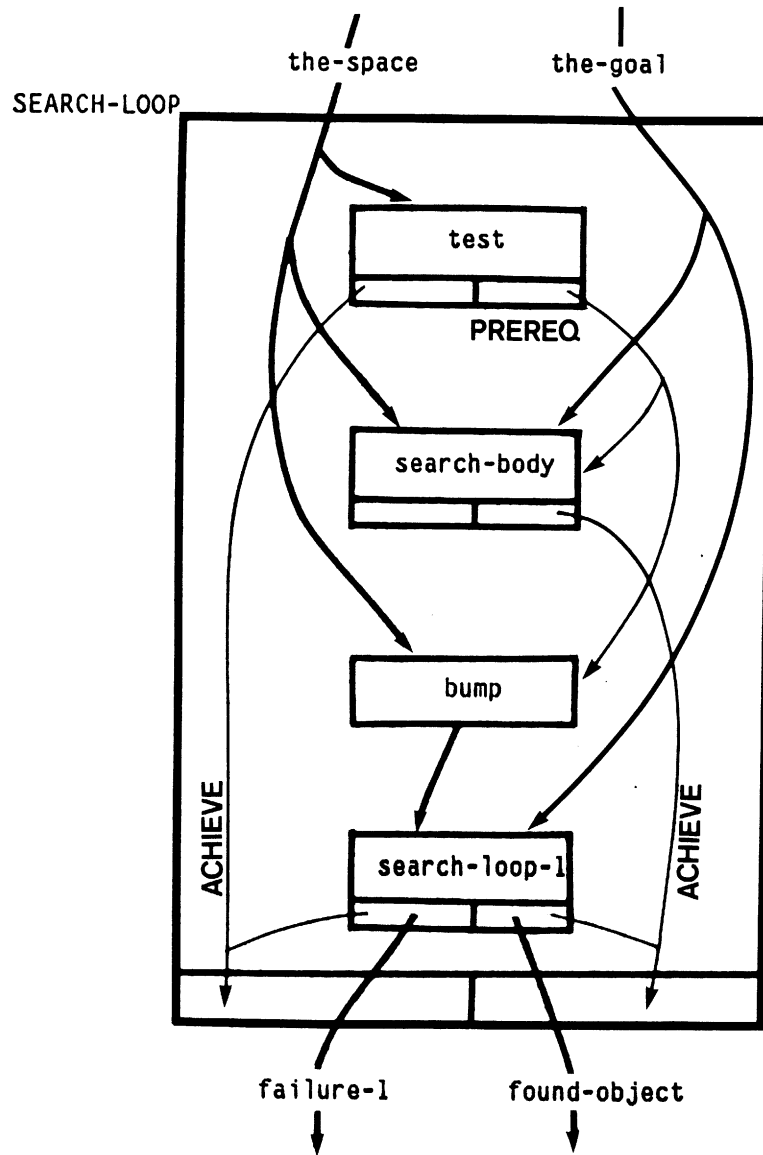 the-space the-goal
SEARCH-LOOP
test
PREREQ
search-body
bump
ACHIEVE
ACHIEVE
search-loop-1
failure-1 found-object